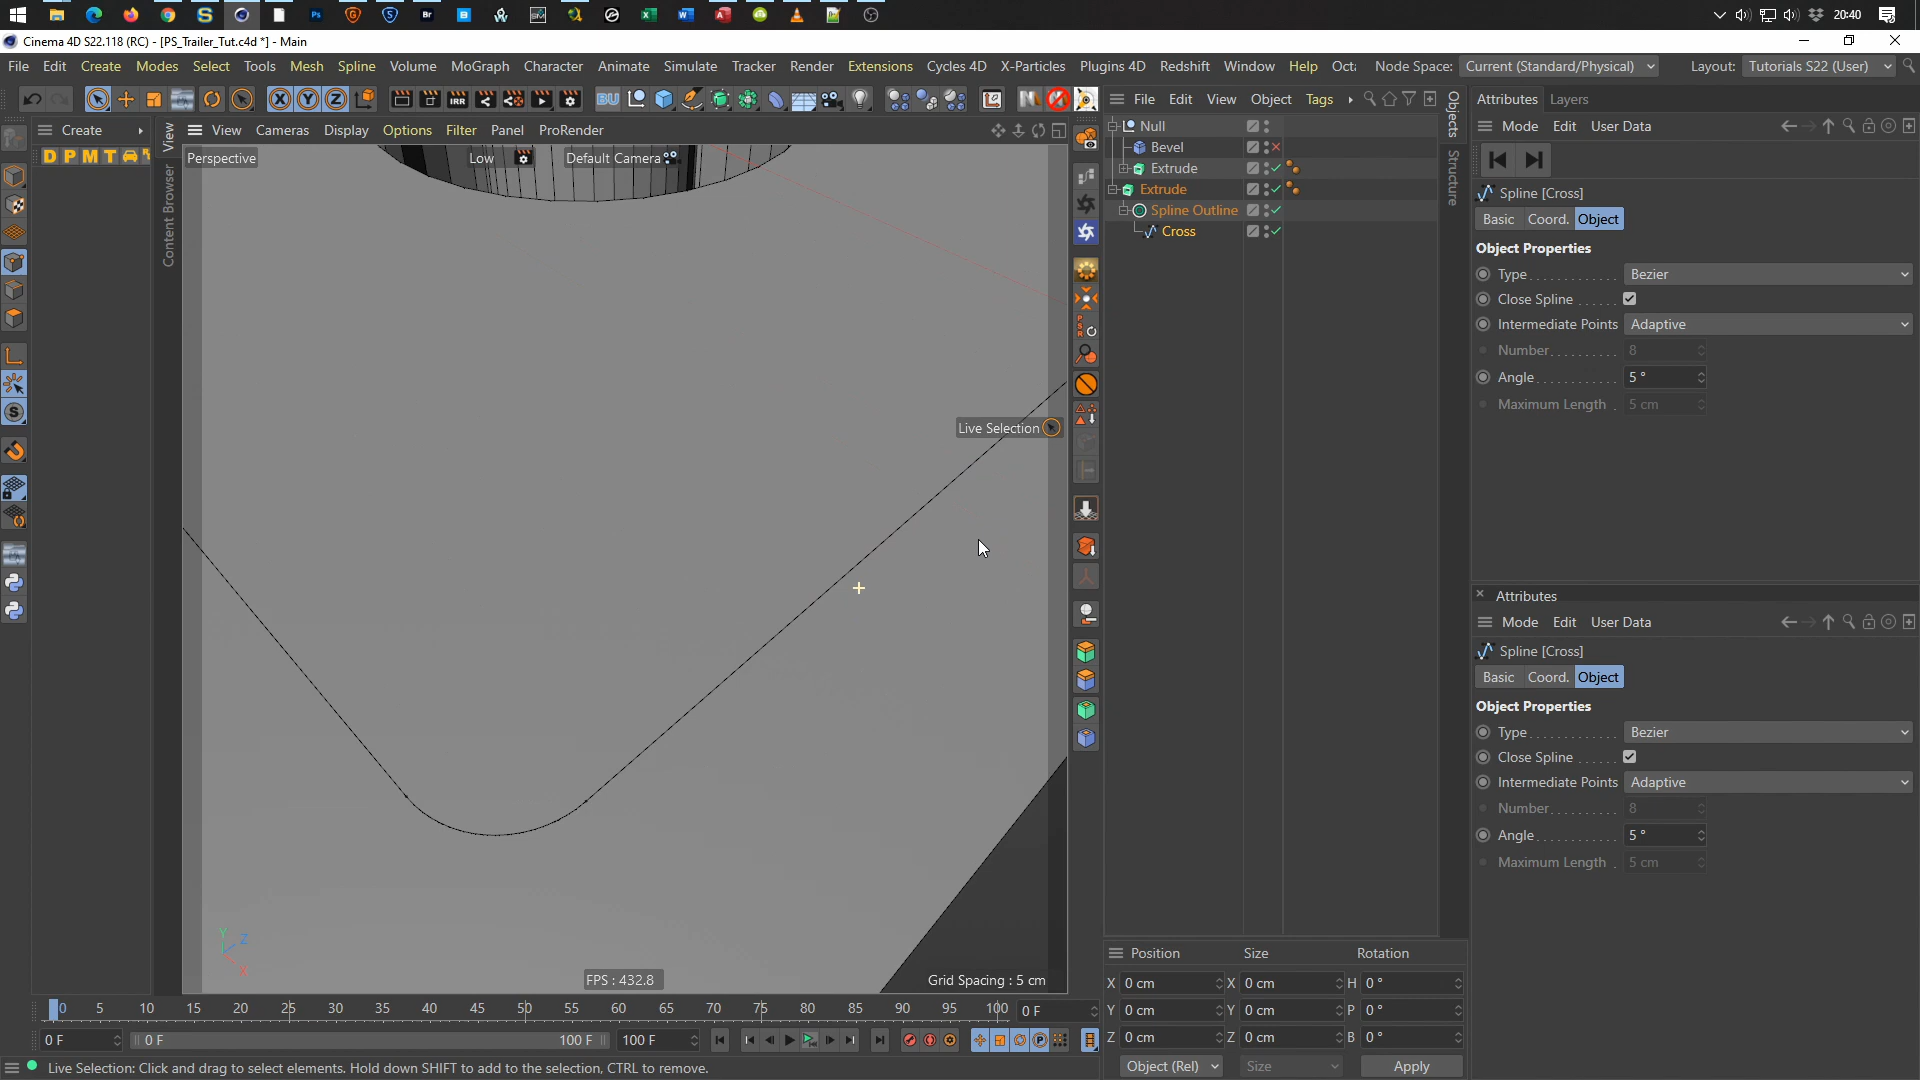 20:40
Cinema 4D S22.118 (RC) - [PS_Trailer_Tut.c4d *] - Main
File Edit Create Modes Select Tools Mesh Spline Volume MoGraph Character Animate Simulate Tracker Render Extensions Cycles 4D X-Particles Plugins 4D Redshift Window Help Octa Node Space: Current (Standard/Physical) Layout: Tutorials S22 (User)
File Edit View Object Tags
Objects
Structure
Attributes Layers
Create
View
Content Browser
View Cameras Display Options Filter Panel ProRender
Mode Edit User Data
D P M T
Perspective
Low
Default Camera
Null
Bevel
Extrude
Extrude
Spline Outline
Cross
Spline [Cross]
Basic Coord. Object
Object Properties
Type Bezier
Close Spline
Intermediate Points Adaptive
Number 8
Angle 5 °
Maximum Length 5 cm
Live Selection
Attributes
Mode Edit User Data
Spline [Cross]
Basic Coord. Object
Object Properties
Type Bezier
Close Spline
Intermediate Points Adaptive
Number 8
Angle 5 °
Maximum Length 5 cm
Y
Z
X
FPS : 432.8
Grid Spacing : 5 cm
Position Size Rotation
X 0 cm X 0 cm H 0 °
Y 0 cm Y 0 cm P 0 °
Z 0 cm Z 0 cm B 0 °
Object (Rel) Size Apply
0 5 10 15 20 25 30 35 40 45 50 55 60 65 70 75 80 85 90 95 100 0 F
0 F 0 F 100 F 100 F
Live Selection: Click and drag to select elements. Hold down SHIFT to add to the selection, CTRL to remove.